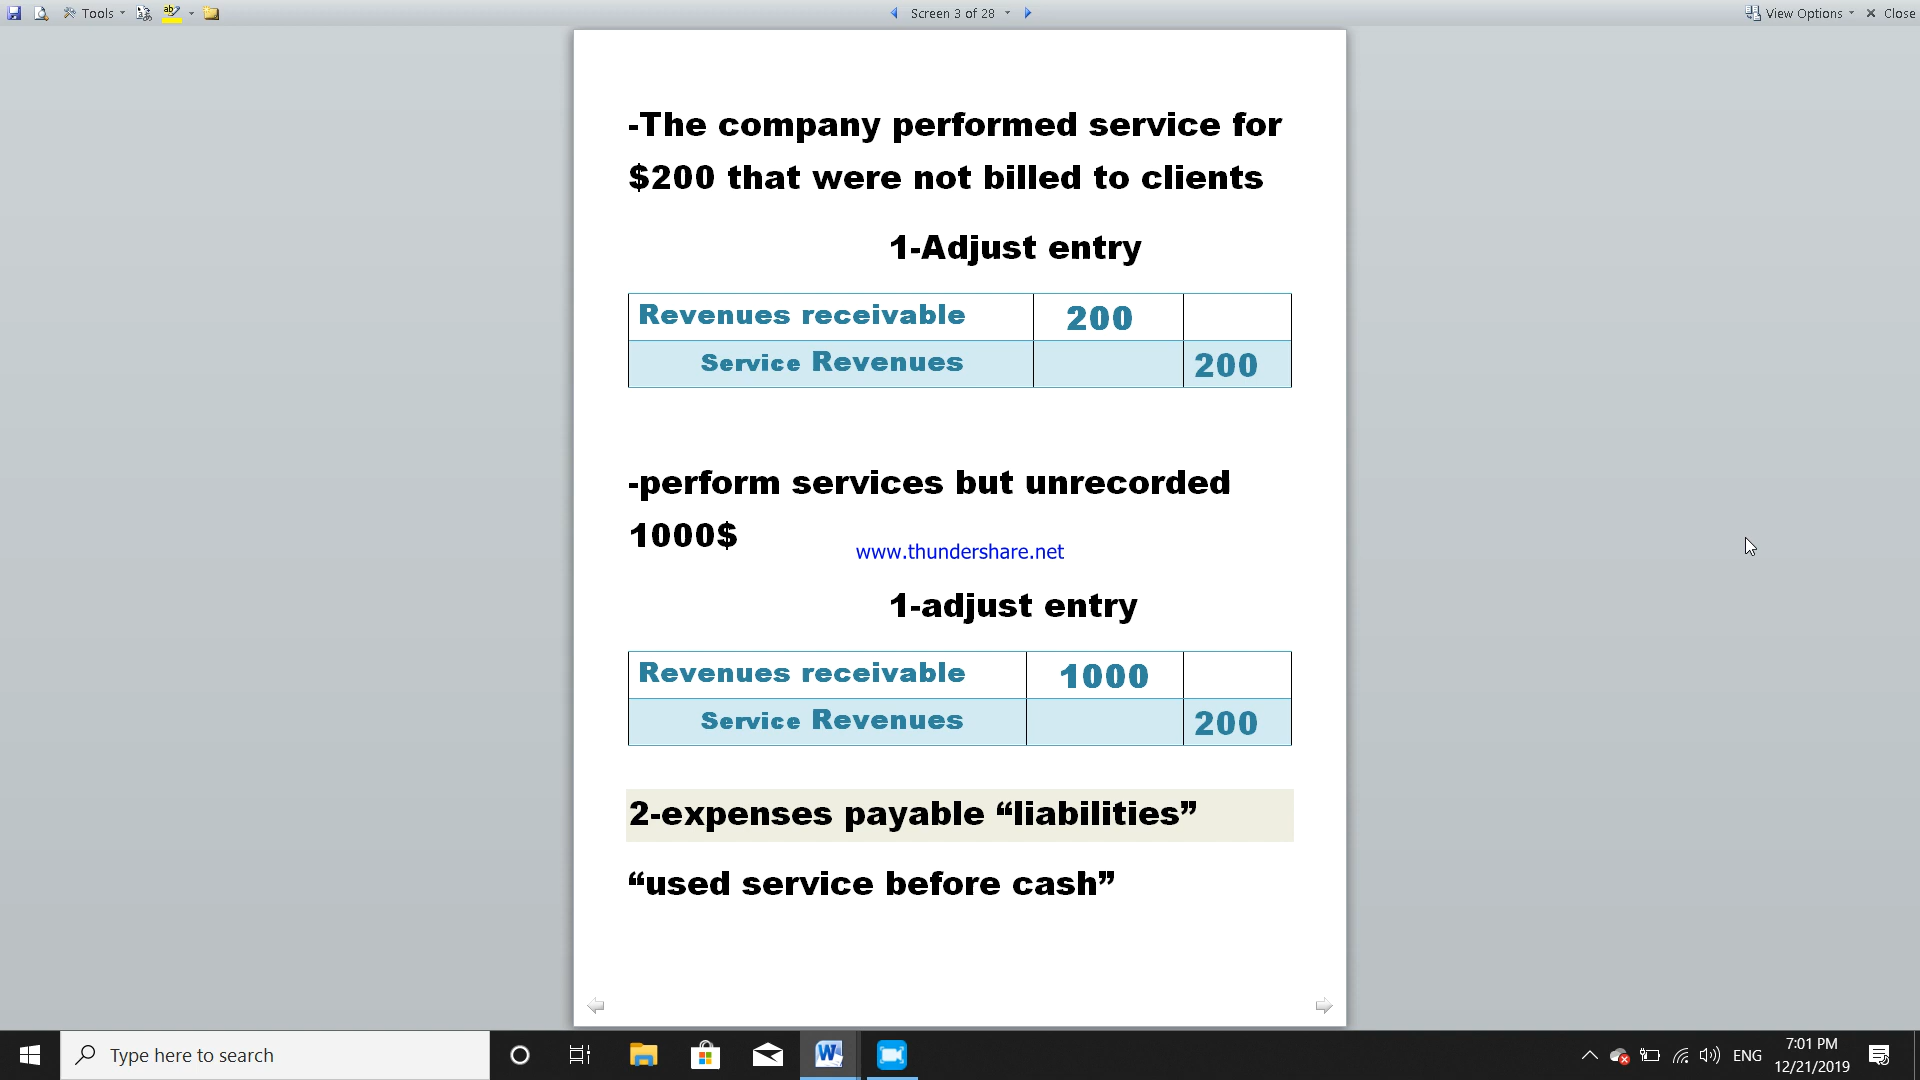 Tools
Screen 3 of 28
View Options
Close
-The company performed service for
$200 that were not billed to clients
1-Adjust entry
Revenues receivable 200
Service Revenues 200
-perform services but unrecorded
1000$
www.thundershare.net
1-adjust entry
Revenues receivable 1000
Service Revenues 200
2-expenses payable “liabilities”
“used service before cash”
Type here to search
ENG
7:01 PM
12/21/2019